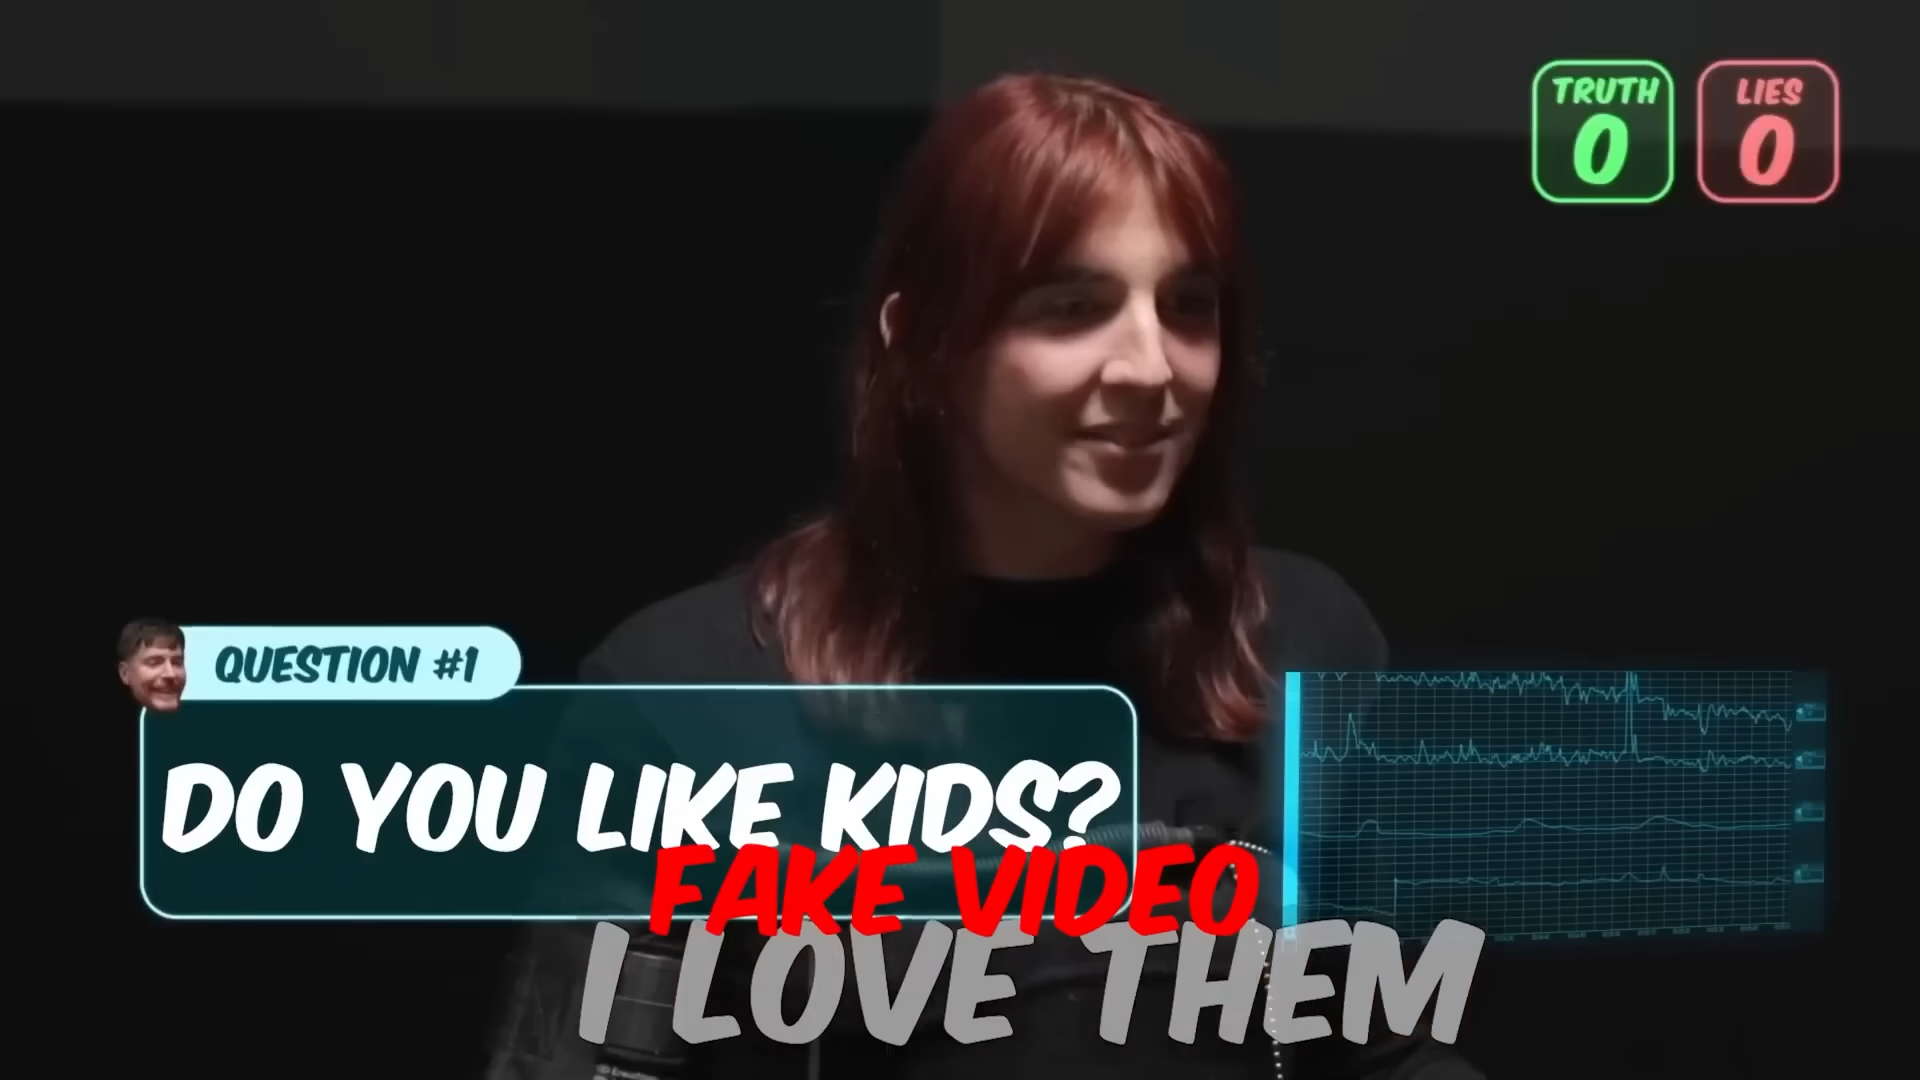 TRUTH
0
LIES
0
QUESTION #1
DO YOU LIKE KIDS?
FAKE VIDEO
I LOVE THEM